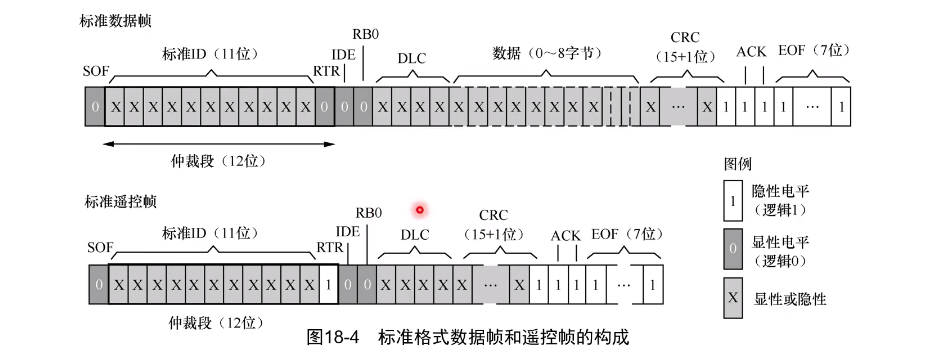 标准数据帧
RB0
标准ID（11位） IDE DLC 数据（0～8字节） CRC
（15+1位） ACK EOF（7位）
SOF RTR
0 X X X X X X X X X X X 0 0 0 X X X X X X X X X X X X X … X 1 1 1 1 … 1
仲裁段（12位）
图例
1 隐性电平
（逻辑1）
0 显性电平
（逻辑0）
X 显性或隐性
标准遥控帧
RB0
标准ID（11位） IDE DLC CRC
（15+1位） ACK EOF（7位）
SOF RTR
0 X X X X X X X X X X X 1 0 0 X X X X X … X 1 1 1 1 … 1
仲裁段（12位）
图18-4 标准格式数据帧和遥控帧的构成